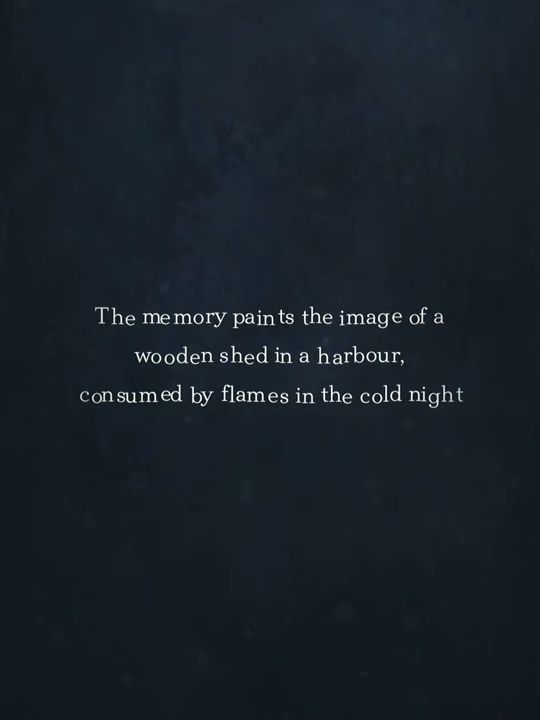 The memory paints the image of a
wooden shed in a harbour,
consumed by flames in the cold night